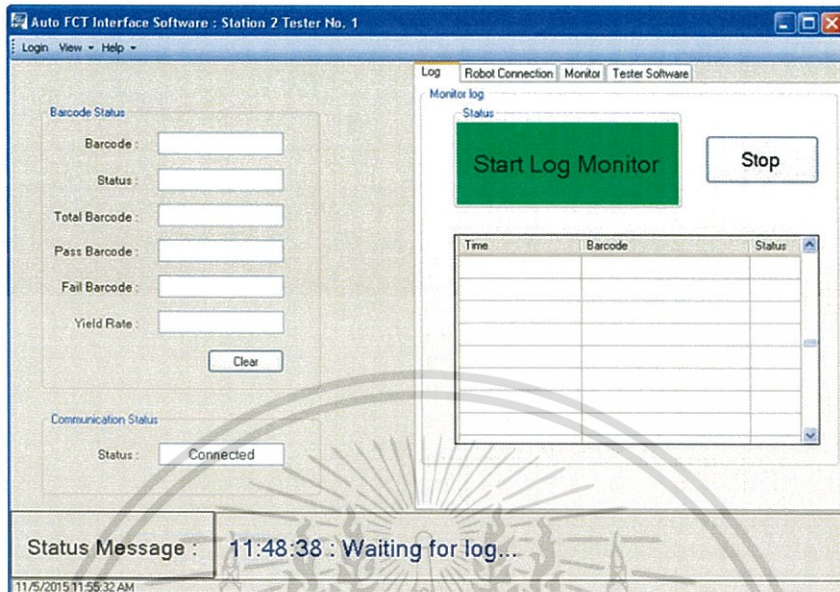 Auto FCT Interface Software : Station 2 Tester No. 1
Login View Help
Barcode Status
Barcode :
Status :
Total Barcode :
Pass Barcode :
Fail Barcode :
Yield Rate :
Clear
Communication Status
Status : Connected
Log Robot Connection Monitor Tester Software
Monitor log
Status
Start Log Monitor
Stop
Time Barcode Status
Status Message : 11:48:38 : Waiting for log...
11/5/2015 11:55:32 AM